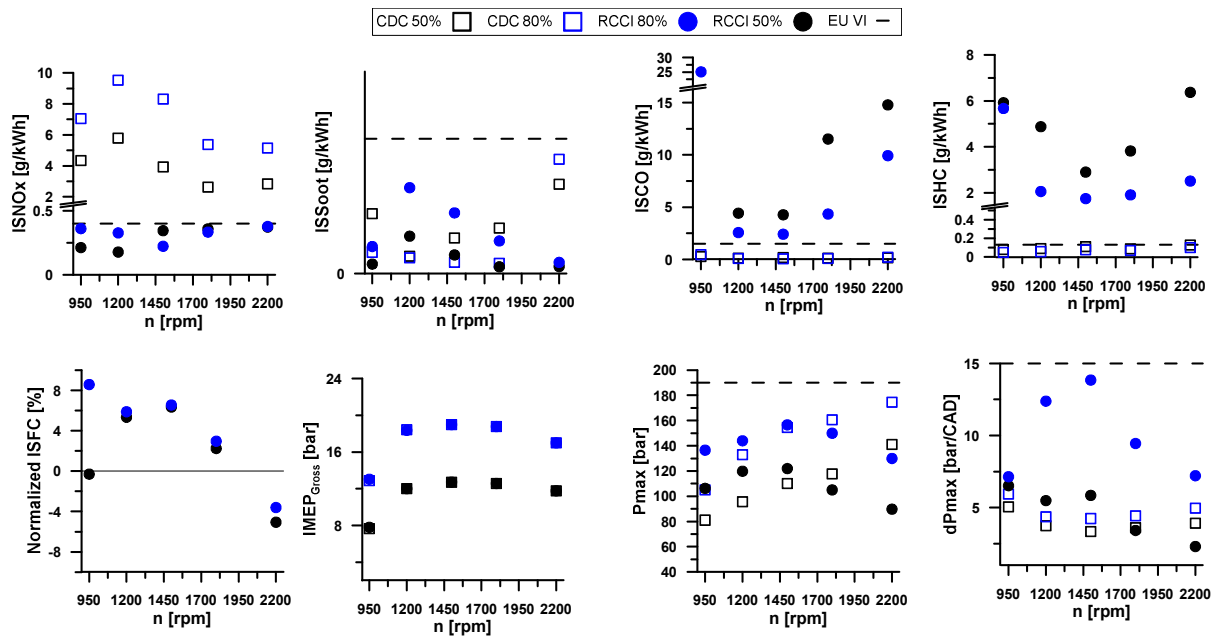 CDC 50% CDC 80% RCCI 80% RCCI 50% EU VI
ISNOx [g/kWh]
10
8
6
4
2
0.5
0
950 1200 1450 1700 1950 2200
n [rpm]
ISSoot [g/kWh]
0
950 1200 1450 1700 1950 2200
n [rpm]
ISCO [g/kWh]
30
25
15
10
5
0
950 1200 1450 1700 1950 2200
n [rpm]
ISHC [g/kWh]
8
6
4
2
0.4
0.2
0
950 1200 1450 1700 1950 2200
n [rpm]
Normalized ISFC [%]
8
4
0
-4
-8
950 1200 1450 1700 1950 2200
n [rpm]
IMEPGross [bar]
24
18
12
6
950 1200 1450 1700 1950 2200
n [rpm]
Pmax [bar]
200
180
160
140
120
100
80
60
40
950 1200 1450 1700 1950 2200
n [rpm]
dPmax [bar/CAD]
15
10
5
950 1200 1450 1700 1950 2200
n [rpm]